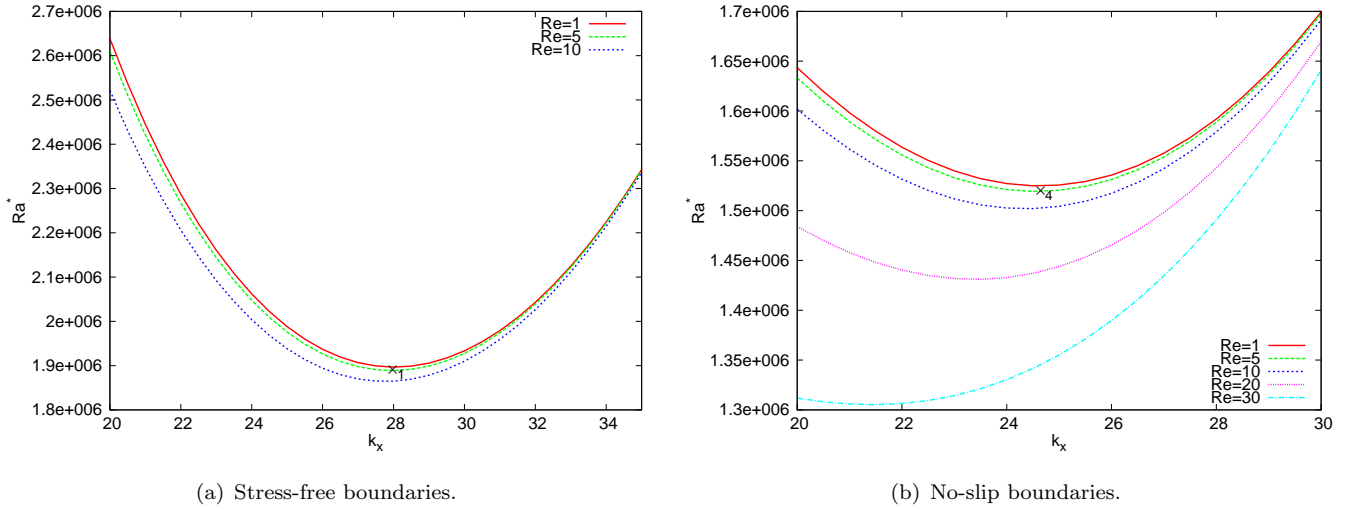 2.7e+006
2.6e+006
2.5e+006
2.4e+006
2.3e+006
2.2e+006
2.1e+006
2e+006
1.9e+006
1.8e+006
Ra*
20 22 24 26 28 30 32 34
k_x
Re=1
Re=5
Re=10
1
(a) Stress-free boundaries.
1.7e+006
1.65e+006
1.6e+006
1.55e+006
1.5e+006
1.45e+006
1.4e+006
1.35e+006
1.3e+006
Ra*
20 22 24 26 28 30
k_x
4
Re=1
Re=5
Re=10
Re=20
Re=30
(b) No-slip boundaries.